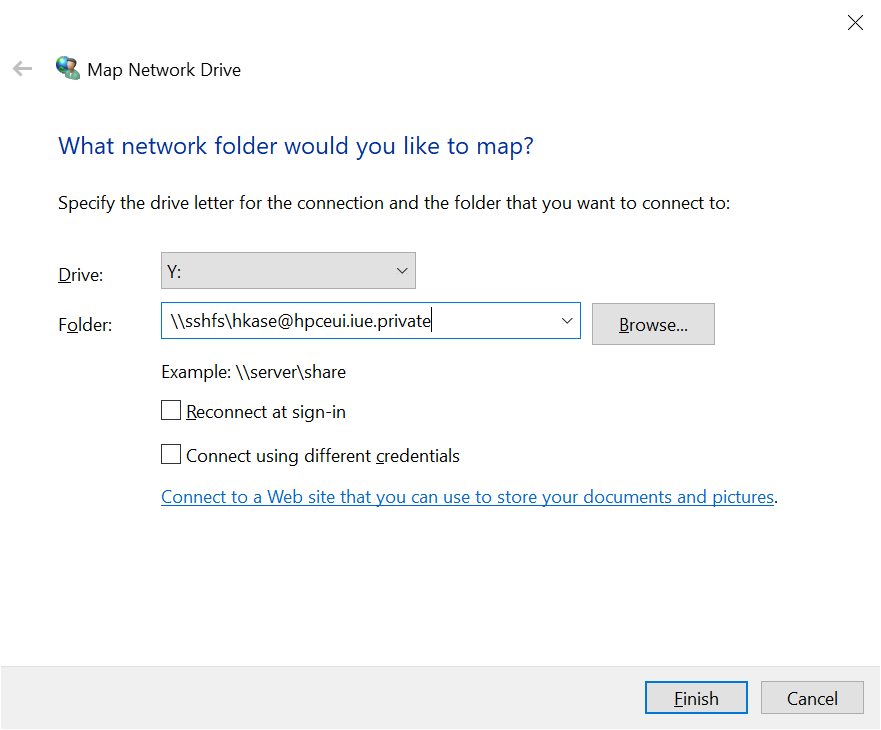 Map Network Drive
What network folder would you like to map?
Specify the drive letter for the connection and the folder that you want to connect to:
Drive: Y:
Folder: \\sshfs\hkase@hpceui.iue.private Browse...
Example: \\server\share
Reconnect at sign-in
Connect using different credentials
Connect to a Web site that you can use to store your documents and pictures.
Finish Cancel